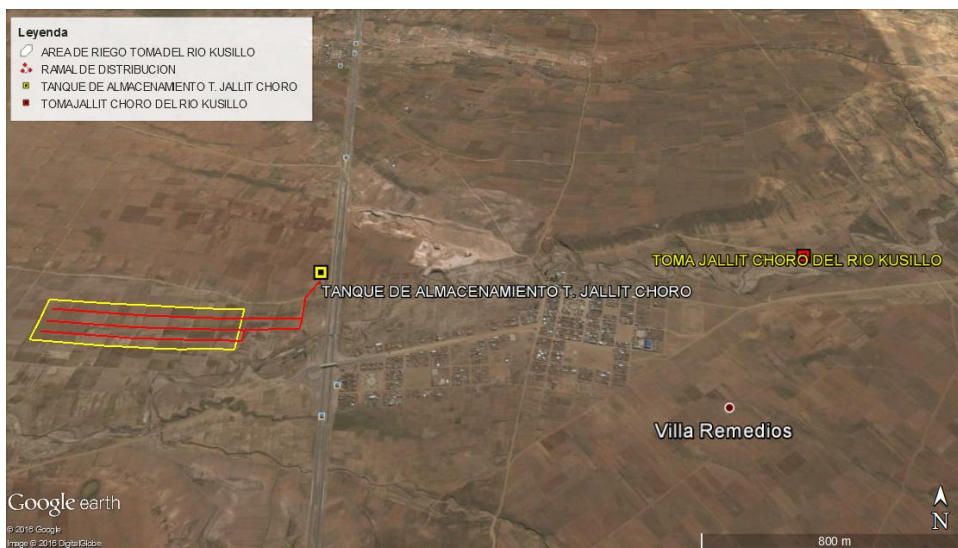 Leyenda
AREA DE RIEGO TOMA DEL RIO KUSILLO
RAMAL DE DISTRIBUCION
TANQUE DE ALMACENAMIENTO T. JALLIT CHORO
TOMA JALLIT CHORO DEL RIO KUSILLO
TOMA JALLIT CHORO DEL RIO KUSILLO
TANQUE DE ALMACENAMIENTO T. JALLIT CHORO
Villa Remedios
Google earth
© 2016 Google
Image © 2016 DigitalGlobe
N
800 m